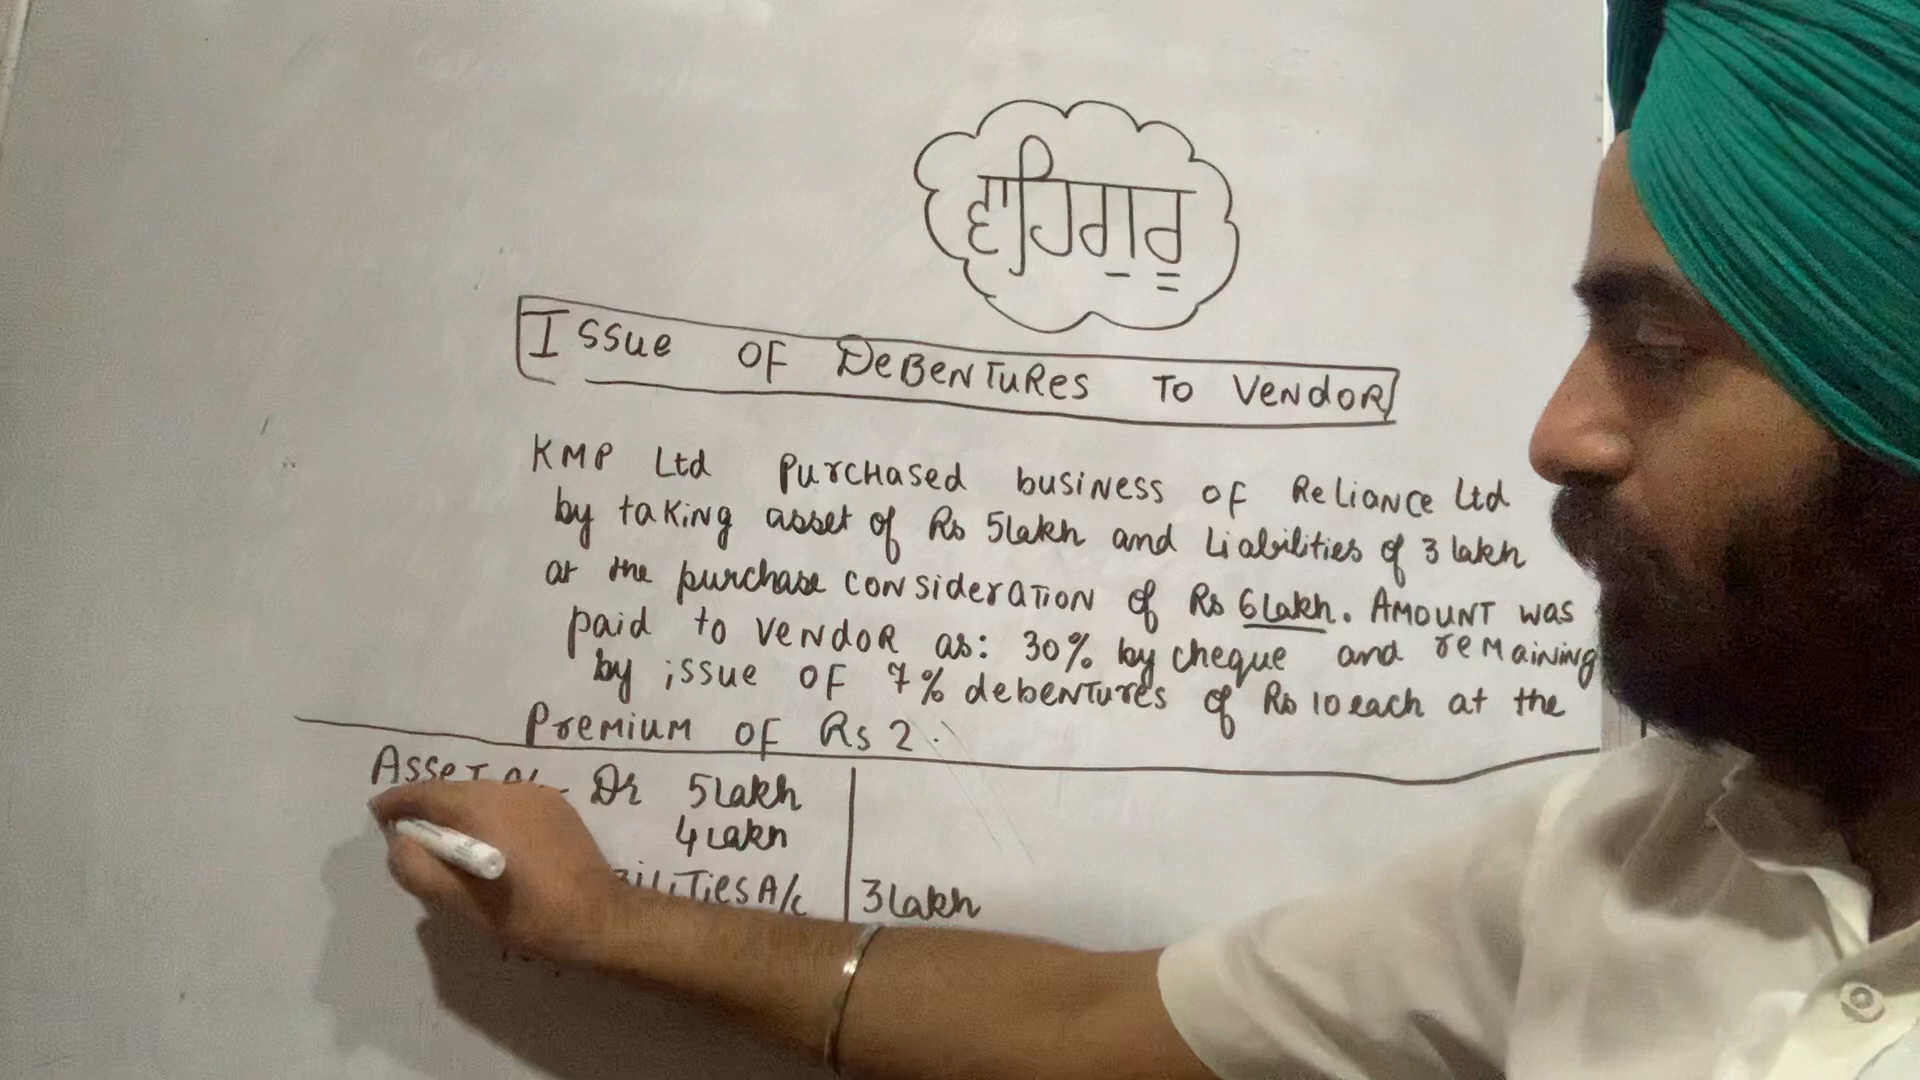 ਵਾਹਿਗੁਰੂ
ISSue OF DeBenTuRes TO VendOR
KMP Ltd PurCHased business of ReLiance Ltd
by taking asset of Rs 5lakh and Liabilities of 3 lakh
at the purchase consideration of Rs 6Lakh. AMOUNT was
paid to vendor as: 30% by cheque and remaining
by issue OF 7% debentures of Rs 10 each at the
Premium OF Rs 2.
Asset Dr 5Lakh
4Lakh
A/c 3Lakh